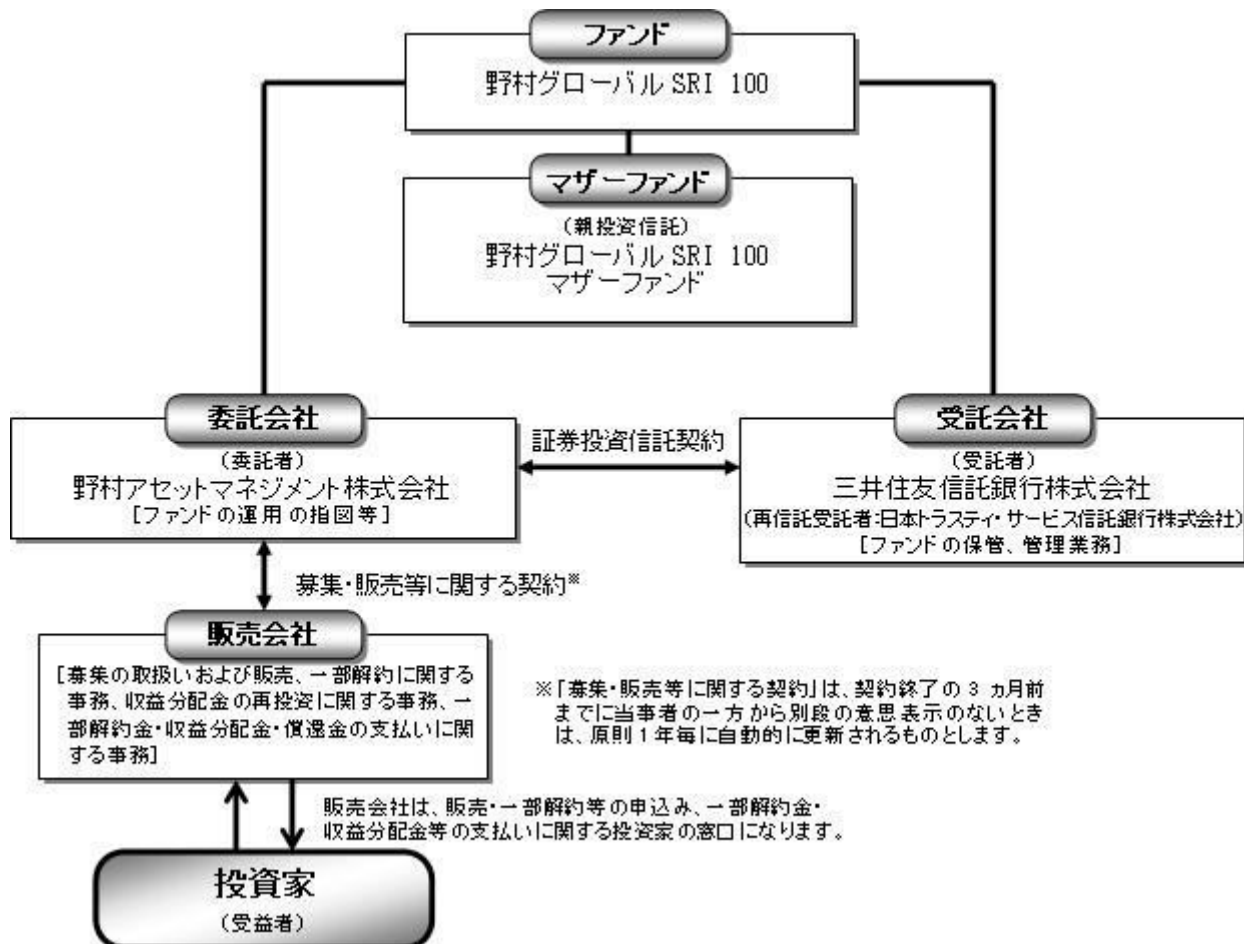 ファンド
野村グローバル SRI 100
マザーファンド
(親投資信託)
野村グローバル SRI 100
マザーファンド
委託会社
(委託者)
野村アセットマネジメント株式会社
[ファンドの運用の指図等]
証券投資信託契約
受託会社
(受託者)
三井住友信託銀行株式会社
(再信託受託者:日本トラスティ・サービス信託銀行株式会社)
[ファンドの保管、管理業務]
募集・販売等に関する契約※
販売会社
[募集の取扱いおよび販売、一部解約に関する
事務、収益分配金の再投資に関する事務、一
部解約金・収益分配金・償還金の支払いに関
する事務]
※「募集・販売等に関する契約」は、契約終了の 3 ヵ月前
までに当事者の一方から別段の意思表示のないとき
は、原則 1 年毎に自動的に更新されるものとします。
販売会社は、販売・一部解約等の申込み、一部解約金・
収益分配金等の支払いに関する投資家の窓口になります。
投資家
(受益者)